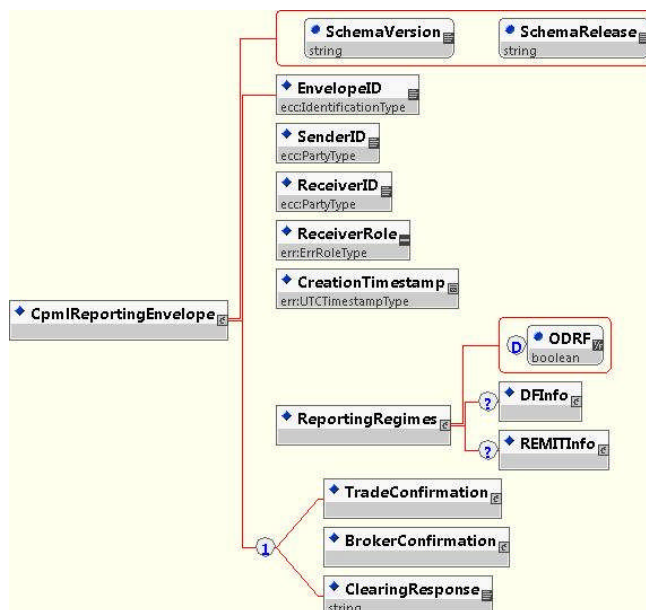 SchemaVersion
string
SchemaRelease
string
EnvelopeID
ecc:IdentificationType
SenderID
ecc:PartyType
ReceiverID
ecc:PartyType
ReceiverRole
err:ErrRoleType
CreationTimestamp
err:UTCTimestampType
CpmlReportingEnvelope
D
ODRF
boolean
ReportingRegimes
?
DFInfo
?
REMITInfo
1
TradeConfirmation
BrokerConfirmation
ClearingResponse
string